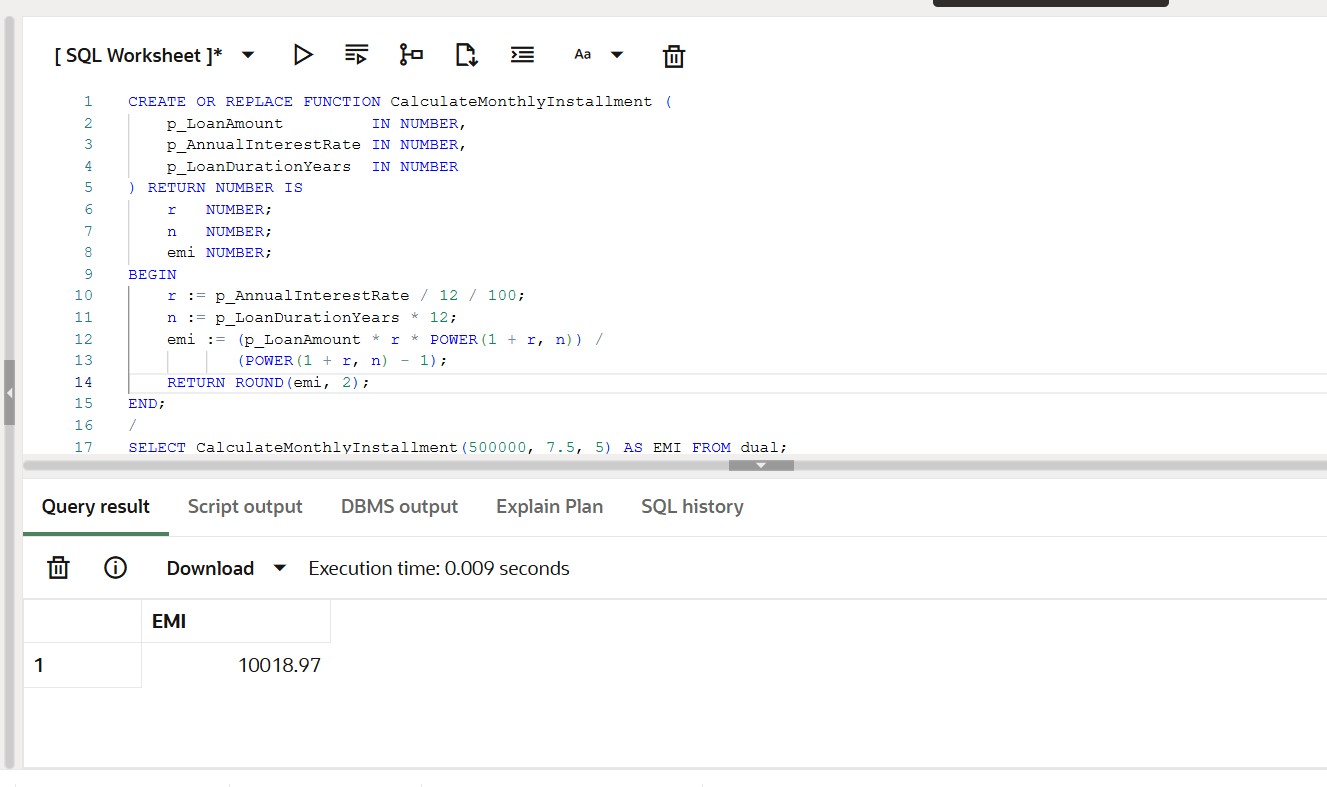 [ SQL Worksheet ]* Aa
1 CREATE OR REPLACE FUNCTION CalculateMonthlyInstallment (
2 p_LoanAmount IN NUMBER,
3 p_AnnualInterestRate IN NUMBER,
4 p_LoanDurationYears IN NUMBER
5 ) RETURN NUMBER IS
6 r NUMBER;
7 n NUMBER;
8 emi NUMBER;
9 BEGIN
10 r := p_AnnualInterestRate / 12 / 100;
11 n := p_LoanDurationYears * 12;
12 emi := (p_LoanAmount * r * POWER(1 + r, n)) /
13 (POWER(1 + r, n) - 1);
14 RETURN ROUND(emi, 2);
15 END;
16 /
17 SELECT CalculateMonthlyInstallment(500000, 7.5, 5) AS EMI FROM dual;
Query result Script output DBMS output Explain Plan SQL history
Download Execution time: 0.009 seconds
EMI
1 10018.97